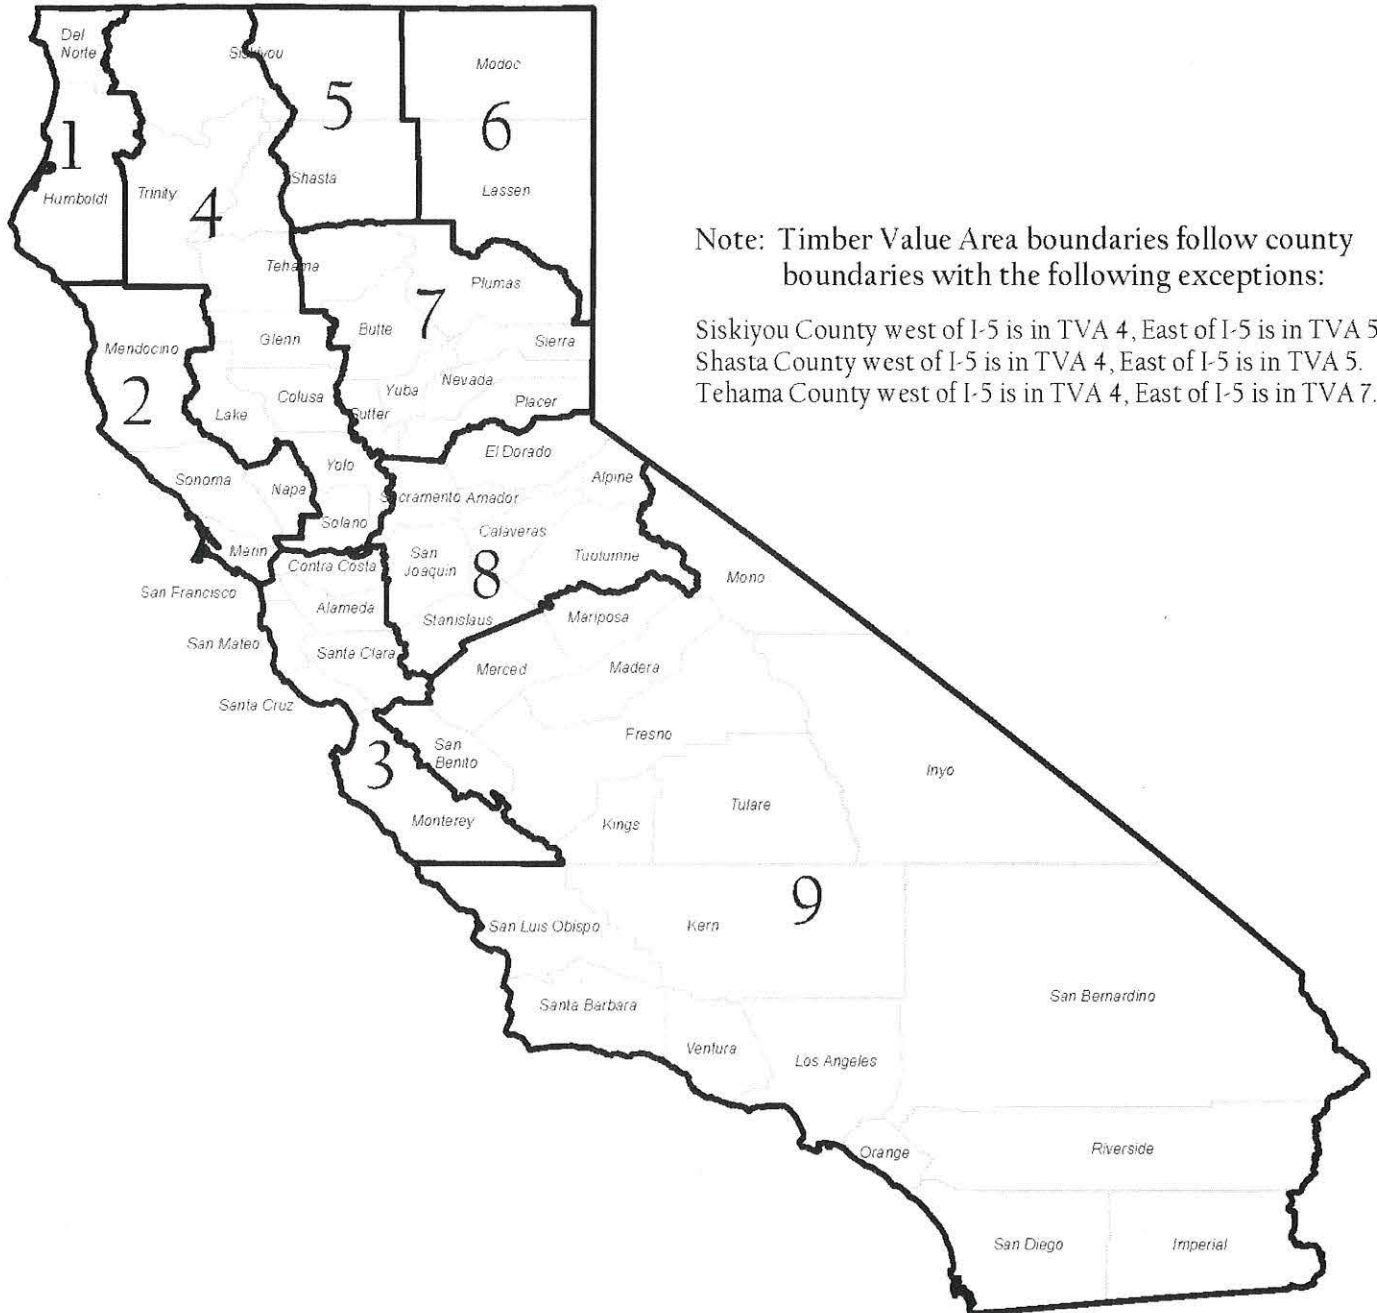 Del
Norte
Siskiyou
Modoc
5
6
1
Shasta
Trinity
Lassen
Humboldt
4
Note: Timber Value Area boundaries follow county
boundaries with the following exceptions:
Tehama
Plumas
7
Siskiyou County west of I-5 is in TVA 4, East of I-5 is in TVA 5
Shasta County west of I-5 is in TVA 4, East of I-5 is in TVA 5.
Tehama County west of I-5 is in TVA 4, East of I-5 is in TVA 7.
Butte
Glenn
Sierra
Mendocino
Nevada
Yuba
2
Colusa
Placer
Lake
Sutter
El Dorado
Yolo
Alpine
Sonoma
Napa
Sacramento
Amador
Solano
Calaveras
Marin
San
Joaquin
Tuolumne
Contra Costa
8
Mono
San Francisco
Alameda
Stanislaus
Mariposa
San Mateo
Santa Clara
Merced
Madera
Santa Cruz
Fresno
3
San
Benito
Inyo
Tulare
Monterey
Kings
9
San Luis Obispo
Kern
San Bernardino
Santa Barbara
Ventura
Los Angeles
Orange
Riverside
San Diego
Imperial